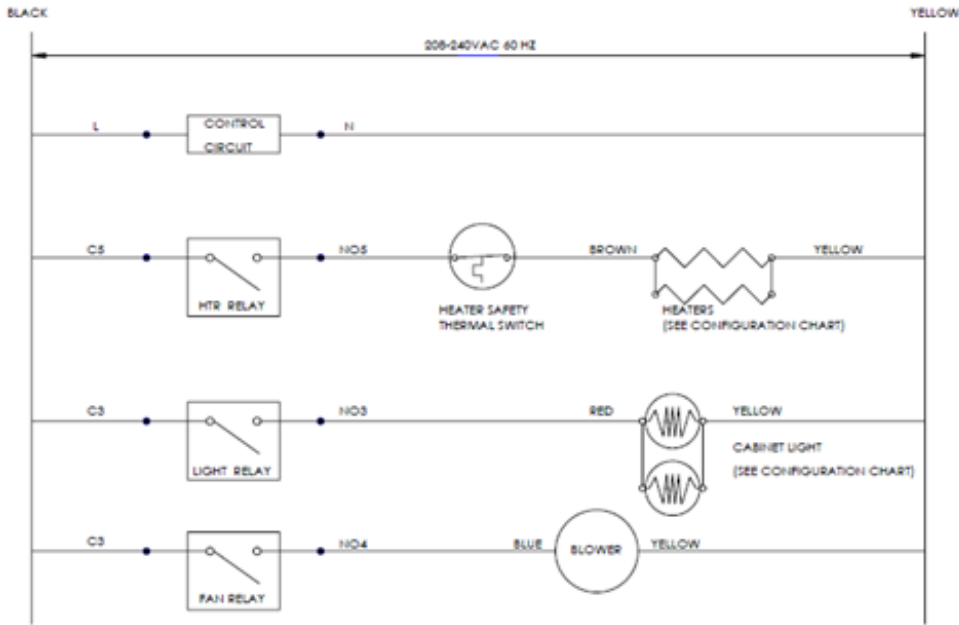 BLACK
YELLOW
208-240VAC 60 HZ
L
CONTROL
CIRCUIT
N
C5
HTR RELAY
NO5
HEATER SAFETY
THERMAL SWITCH
BROWN
HEATERS
(SEE CONFIGURATION CHART)
YELLOW
C3
LIGHT RELAY
NO3
RED
YELLOW
CABINET LIGHT
(SEE CONFIGURATION CHART)
C3
FAN RELAY
NO4
BLUE
BLOWER
YELLOW